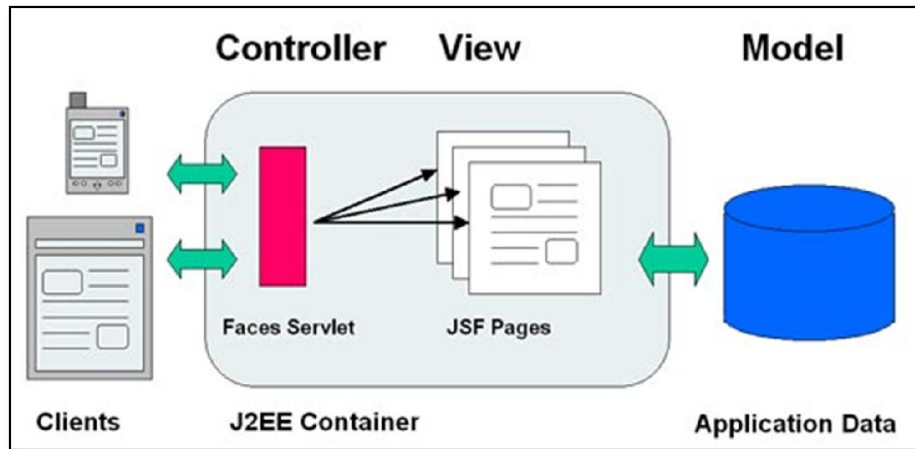 Controller
View
Model
Faces Servlet
JSF Pages
Clients
J2EE Container
Application Data